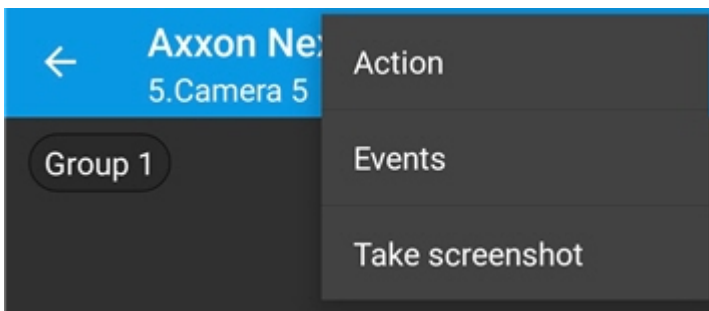 Axxon Ne
5.Camera 5
Group 1
Action
Events
Take screenshot